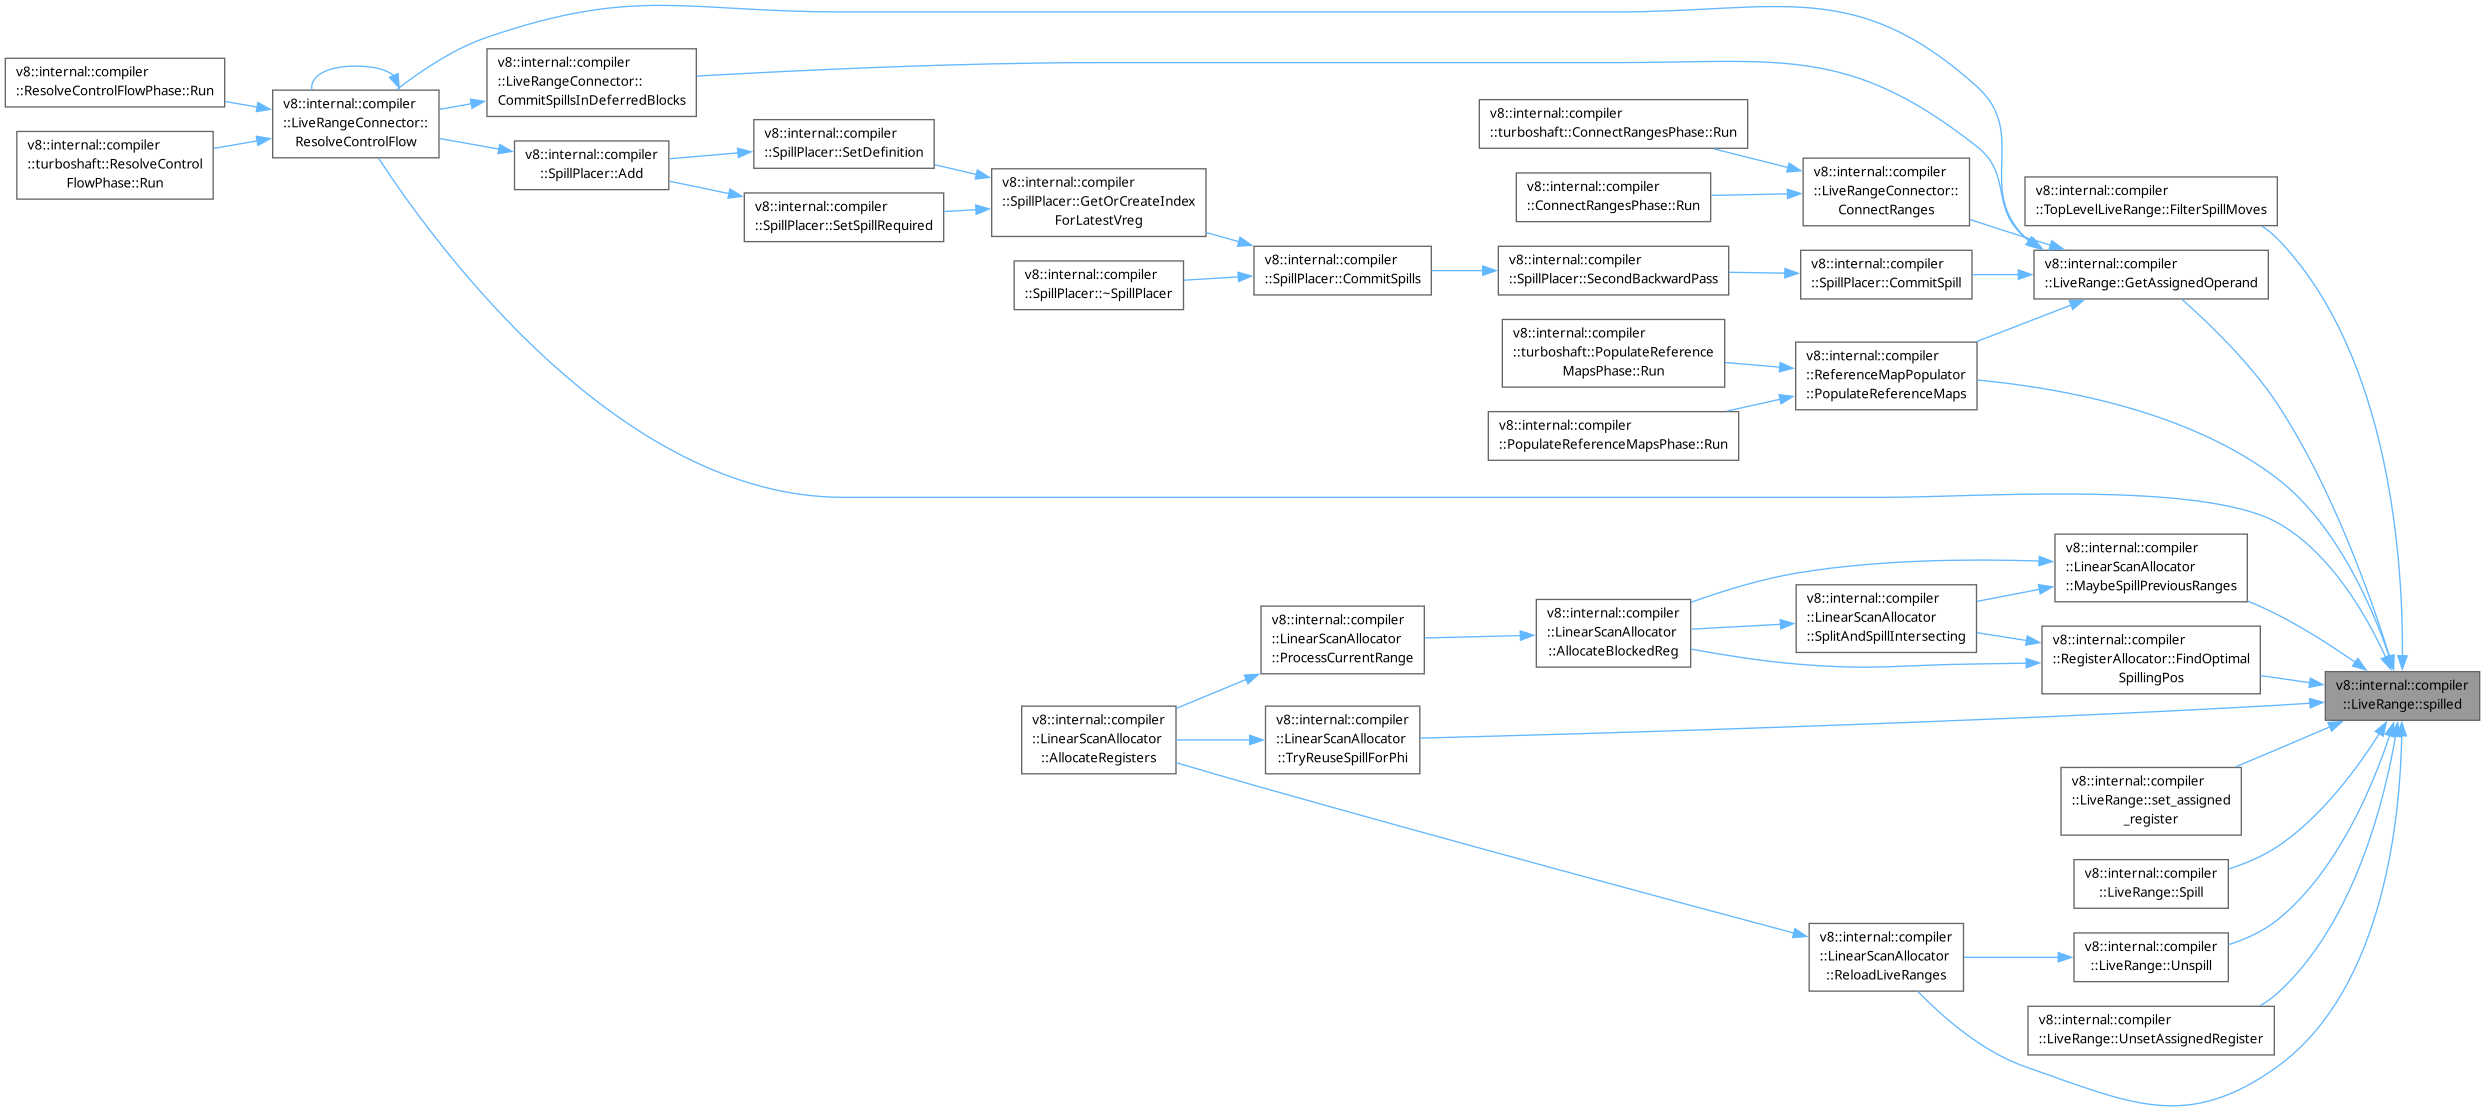 v8::internal::compiler
::ResolveControlFlowPhase::Run
v8::internal::compiler
::turboshaft::ResolveControl
FlowPhase::Run
v8::internal::compiler
::LiveRangeConnector::
ResolveControlFlow
v8::internal::compiler
::LiveRangeConnector::
CommitSpillsInDeferredBlocks
v8::internal::compiler
::SpillPlacer::Add
v8::internal::compiler
::SpillPlacer::SetDefinition
v8::internal::compiler
::SpillPlacer::SetSpillRequired
v8::internal::compiler
::SpillPlacer::GetOrCreateIndex
ForLatestVreg
v8::internal::compiler
::SpillPlacer::~SpillPlacer
v8::internal::compiler
::SpillPlacer::CommitSpills
v8::internal::compiler
::turboshaft::ConnectRangesPhase::Run
v8::internal::compiler
::ConnectRangesPhase::Run
v8::internal::compiler
::SpillPlacer::SecondBackwardPass
v8::internal::compiler
::turboshaft::PopulateReference
MapsPhase::Run
v8::internal::compiler
::PopulateReferenceMapsPhase::Run
v8::internal::compiler
::LiveRangeConnector::
ConnectRanges
v8::internal::compiler
::SpillPlacer::CommitSpill
v8::internal::compiler
::ReferenceMapPopulator
::PopulateReferenceMaps
v8::internal::compiler
::TopLevelLiveRange::FilterSpillMoves
v8::internal::compiler
::LiveRange::GetAssignedOperand
v8::internal::compiler
::LinearScanAllocator
::AllocateRegisters
v8::internal::compiler
::LinearScanAllocator
::ProcessCurrentRange
v8::internal::compiler
::LinearScanAllocator
::TryReuseSpillForPhi
v8::internal::compiler
::LinearScanAllocator
::AllocateBlockedReg
v8::internal::compiler
::LinearScanAllocator
::SplitAndSpillIntersecting
v8::internal::compiler
::LinearScanAllocator
::MaybeSpillPreviousRanges
v8::internal::compiler
::RegisterAllocator::FindOptimal
SpillingPos
v8::internal::compiler
::LiveRange::spilled
v8::internal::compiler
::LiveRange::set_assigned
_register
v8::internal::compiler
::LiveRange::Spill
v8::internal::compiler
::LinearScanAllocator
::ReloadLiveRanges
v8::internal::compiler
::LiveRange::Unspill
v8::internal::compiler
::LiveRange::UnsetAssignedRegister